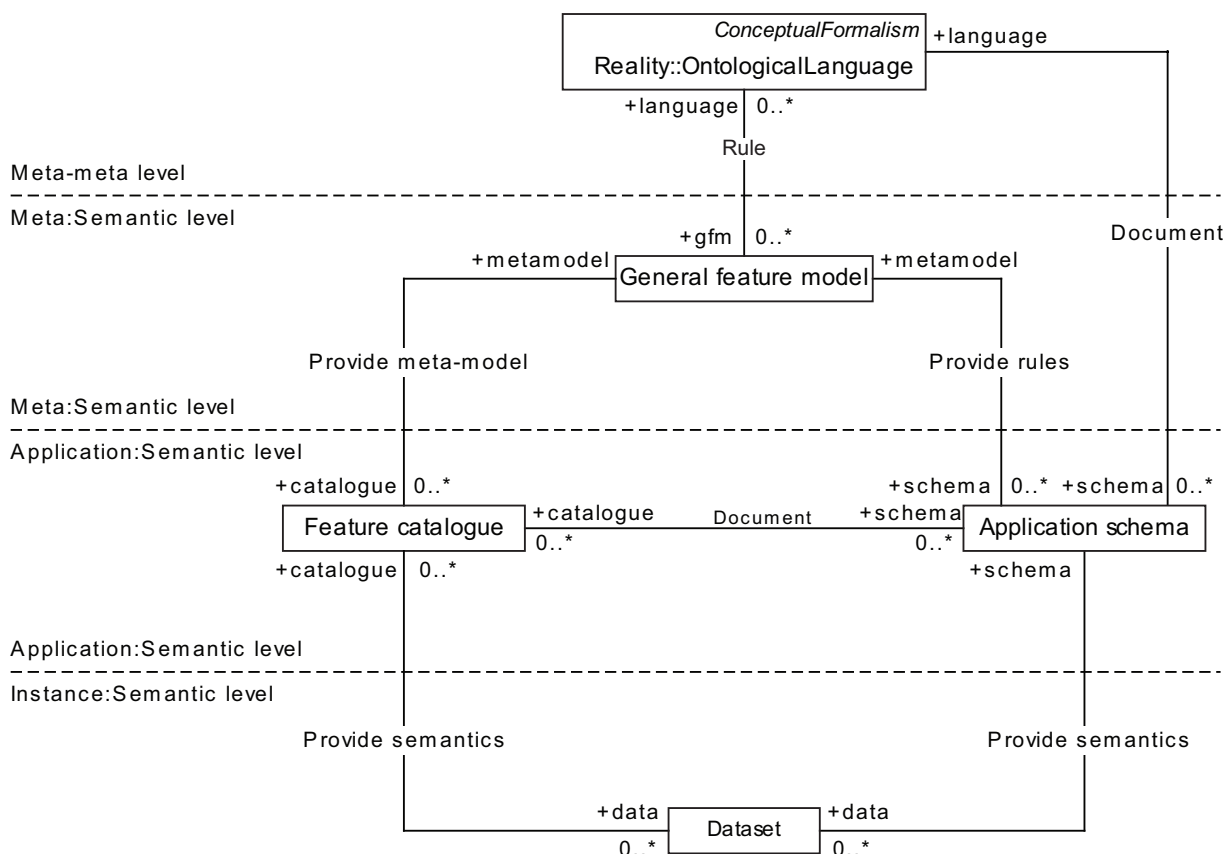 ConceptualFormalism
Reality::OntologicalLanguage
+language
+language 0..*
Rule
Meta-meta level
Meta:Semantic level
Document
+gfm 0..*
+metamodel
General feature model
+metamodel
Provide meta-model
Provide rules
Meta:Semantic level
Application:Semantic level
+catalogue 0..*
+schema 0..*
+schema 0..*
Feature catalogue
+catalogue
0..*
Document
+schema
0..*
Application schema
+catalogue 0..*
+schema
Application:Semantic level
Instance:Semantic level
Provide semantics
Provide semantics
+data
0..*
Dataset
+data
0..*